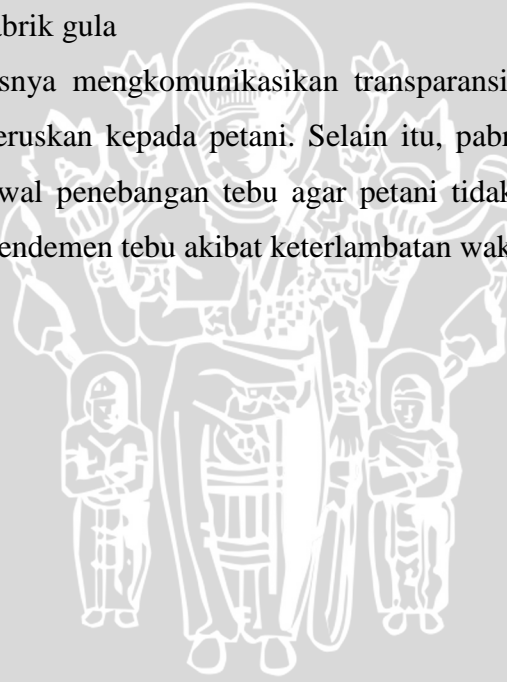 abrik gula
snya mengkomunikasikan transparansi
eruskan kepada petani. Selain itu, pabr
wal penebangan tebu agar petani tidak
endemen tebu akibat keterlambatan wak